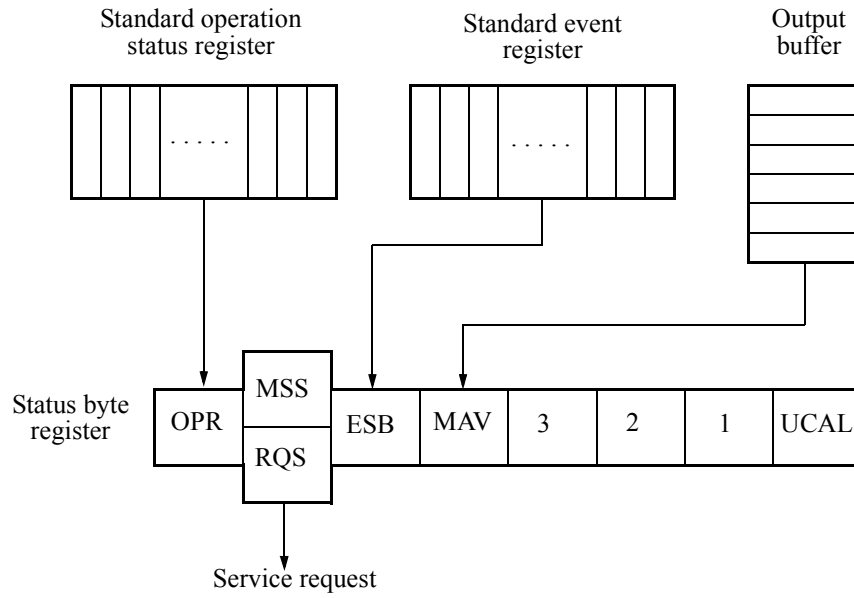 Standard operation
status register
Standard event
register
Output
buffer
. . . . .
. . . . .
Status byte
register
OPR
MSS
RQS
ESB
MAV
3
2
1
UCAL
Service request